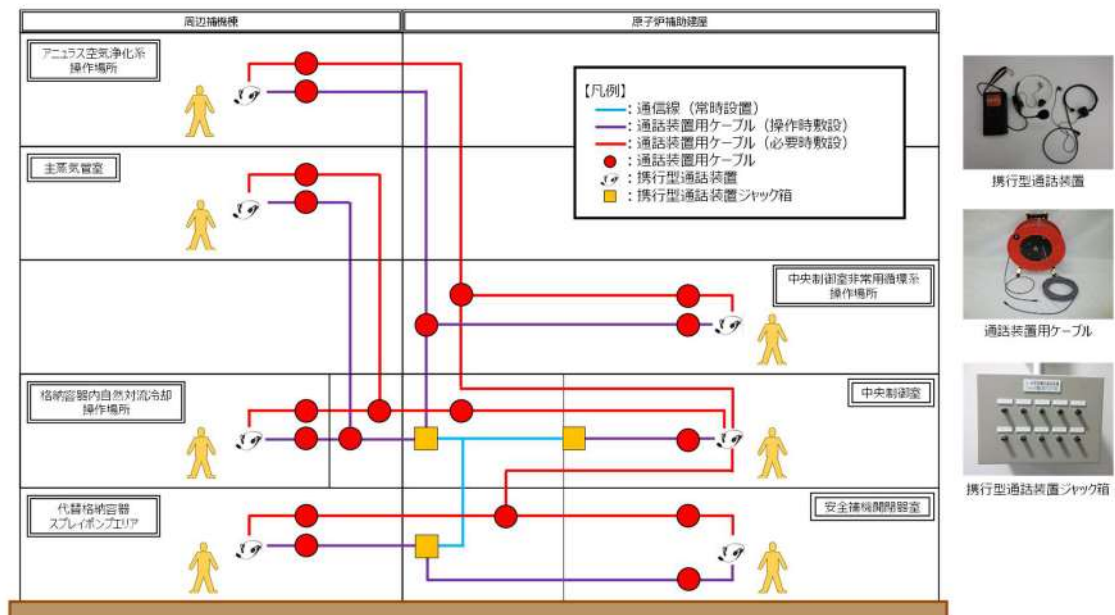 周辺補機棟
原子炉補助建屋
アニュラス空気浄化系
操作場所
【凡例】
：通信線（常時設置）
：通話装置用ケーブル（操作時敷設）
：通話装置用ケーブル（必要時敷設）
：通話装置用ケーブル
：携行型通話装置
：携行型通話装置ジャック箱
主蒸気管室
中央制御室非常用循環系
操作場所
格納容器内自然対流冷却
操作場所
中央制御室
代替格納容器
スプレイポンプエリア
安全補機開閉器室
携行型通話装置
通話装置用ケーブル
携行型通話装置ジャック箱